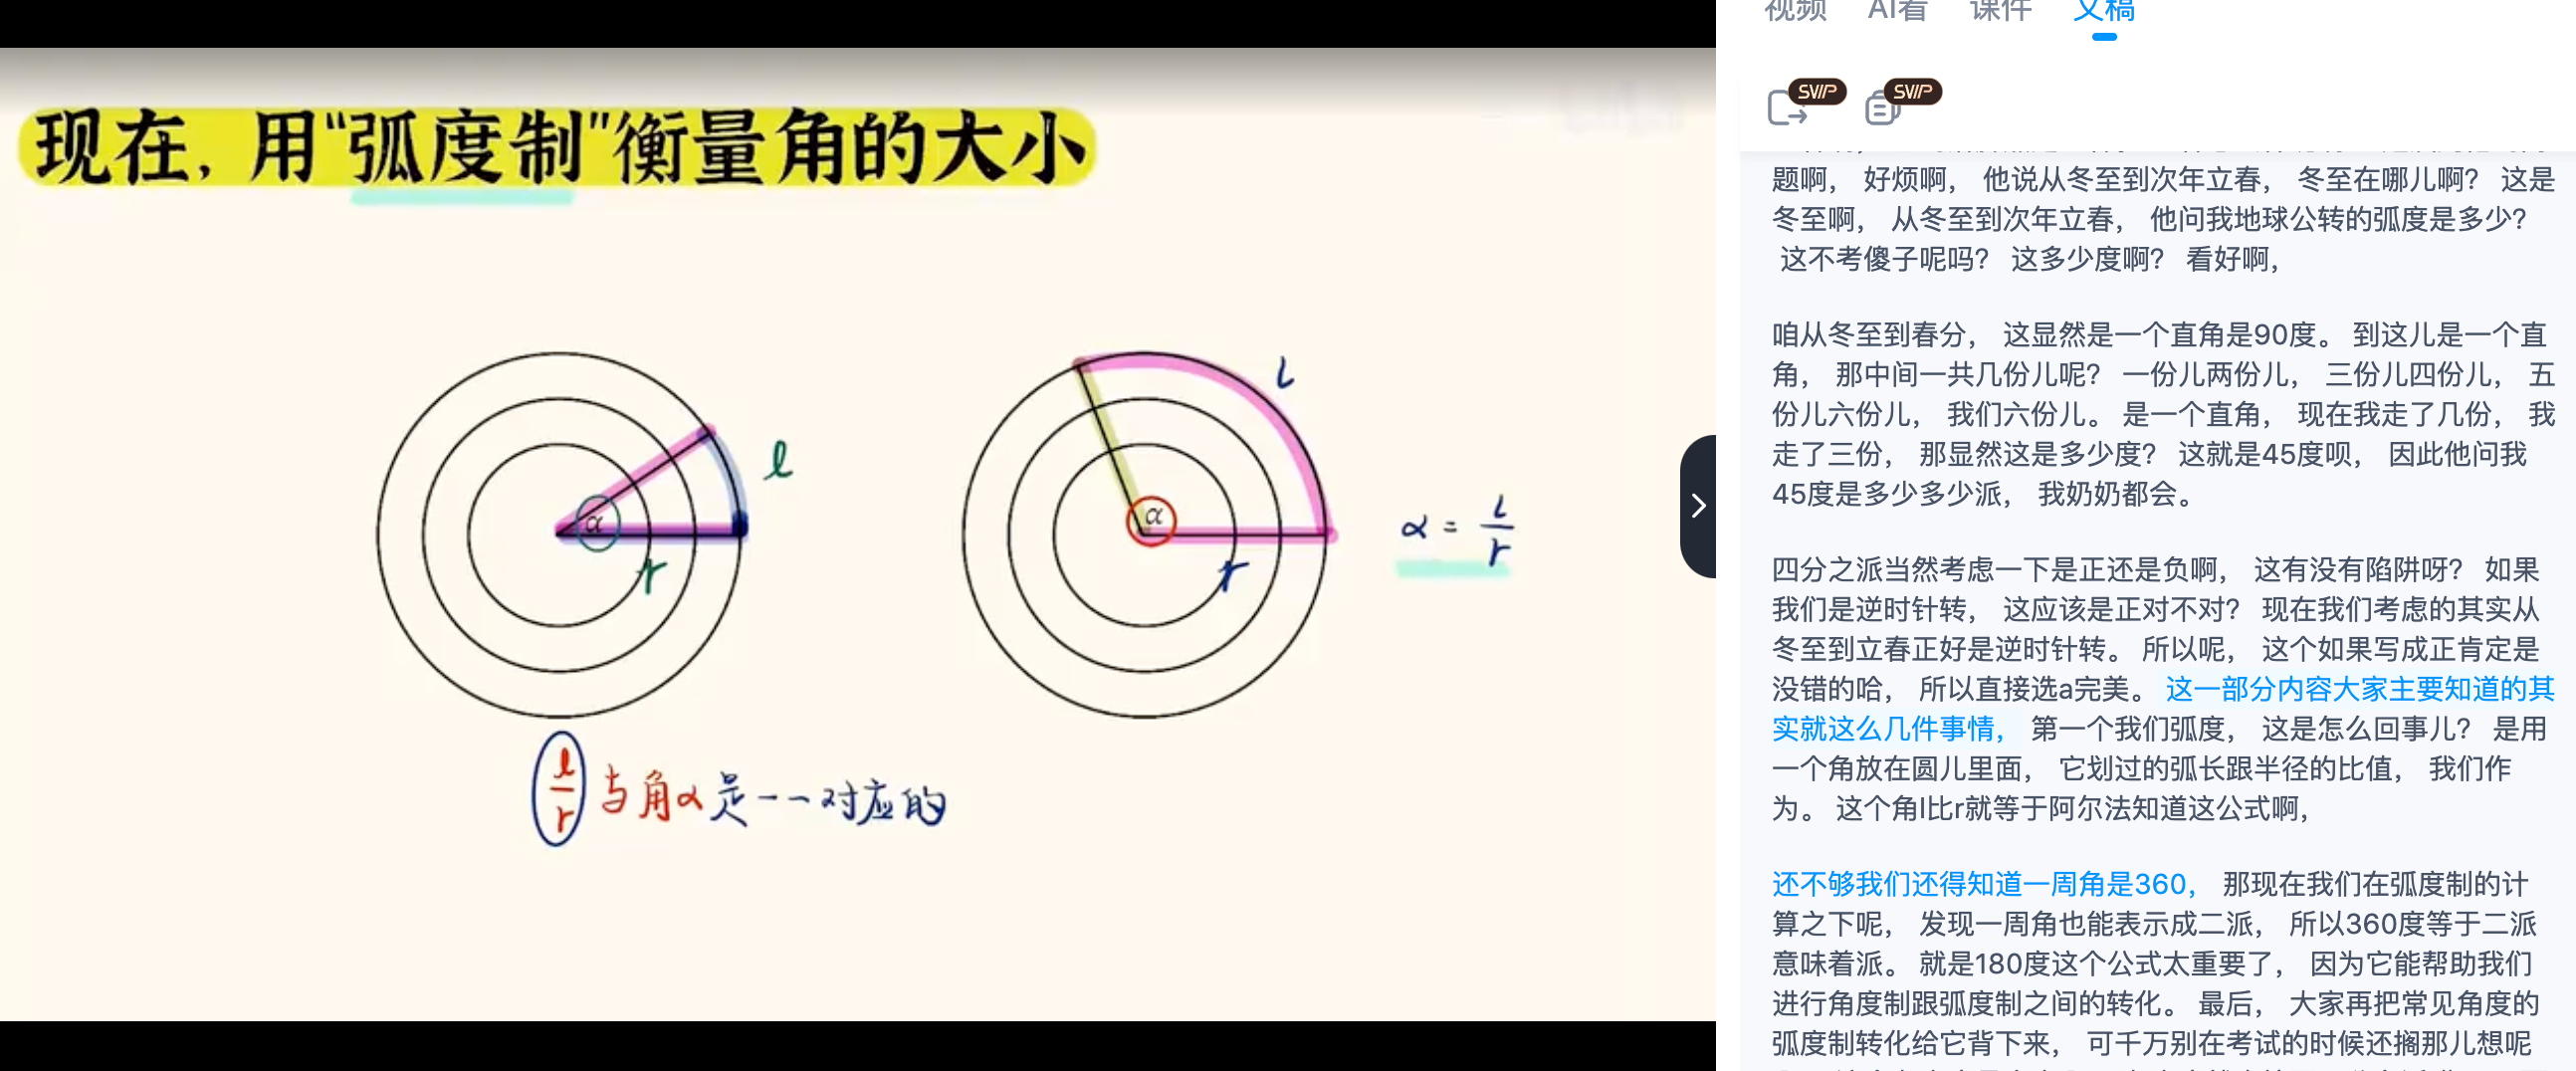 现在，用“弧度制”衡量角的大小
l
α
r
L
α
r
α = L/r
l/r 与角α是一一对应的
视频 AI看 课件 文稿
SVIP SVIP
题啊， 好烦啊， 他说从冬至到次年立春， 冬至在哪儿啊？ 这是
冬至啊， 从冬至到次年立春， 他问我地球公转的弧度是多少？
这不考傻子呢吗？ 这多少度啊？ 看好啊，
咱从冬至到春分， 这显然是一个直角是90度。 到这儿是一个直
角， 那中间一共几份儿呢？ 一份儿两份儿， 三份儿四份儿， 五
份儿六份儿， 我们六份儿。 是一个直角， 现在我走了几份， 我
走了三份， 那显然这是多少度？ 这就是45度呗， 因此他问我
45度是多少多少派， 我奶奶都会。
四分之派当然考虑一下是正还是负啊， 这有没有陷阱呀？ 如果
我们是逆时针转， 这应该是正对不对？ 现在我们考虑的其实从
冬至到立春正好是逆时针转。 所以呢， 这个如果写成正肯定是
没错的哈， 所以直接选a完美。 这一部分内容大家主要知道的其
实就这么几件事情， 第一个我们弧度， 这是怎么回事儿？ 是用
一个角放在圆儿里面， 它划过的弧长跟半径的比值， 我们作
为。 这个角l比r就等于阿尔法知道这公式啊，
还不够我们还得知道一周角是360， 那现在我们在弧度制的计
算之下呢， 发现一周角也能表示成二派， 所以360度等于二派
意味着派。 就是180度这个公式太重要了， 因为它能帮助我们
进行角度制跟弧度制之间的转化。 最后， 大家再把常见角度的
弧度制转化给它背下来， 可千万别在考试的时候还搁那儿想呢